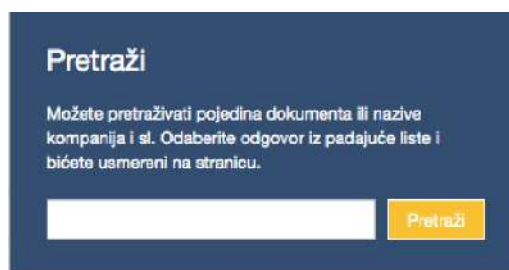 Pretraži
Možete pretraživati pojedina dokumenta ili nazive
kompanija i sl. Odaberite odgovor iz padajuće liste i
bićete usmereni na stranicu.
Pretraži